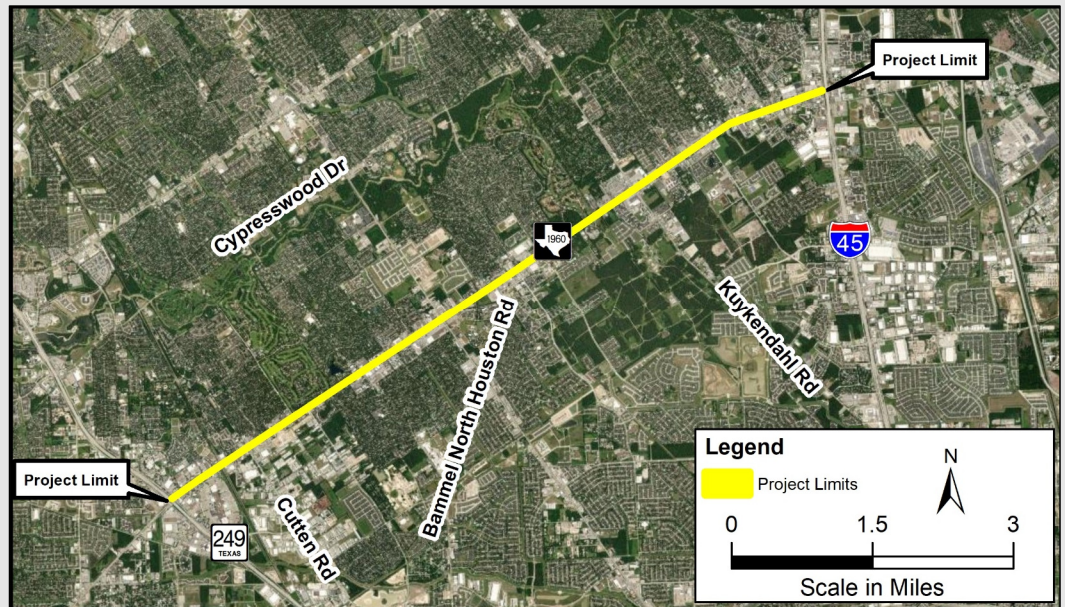 Project Limit
Cypresswood Dr
1960
45
Kuykendahl Rd
Bammel North Houston Rd
Project Limit
249
TEXAS
Cutten Rd
Legend
Project Limits
N
0 1.5 3
Scale in Miles